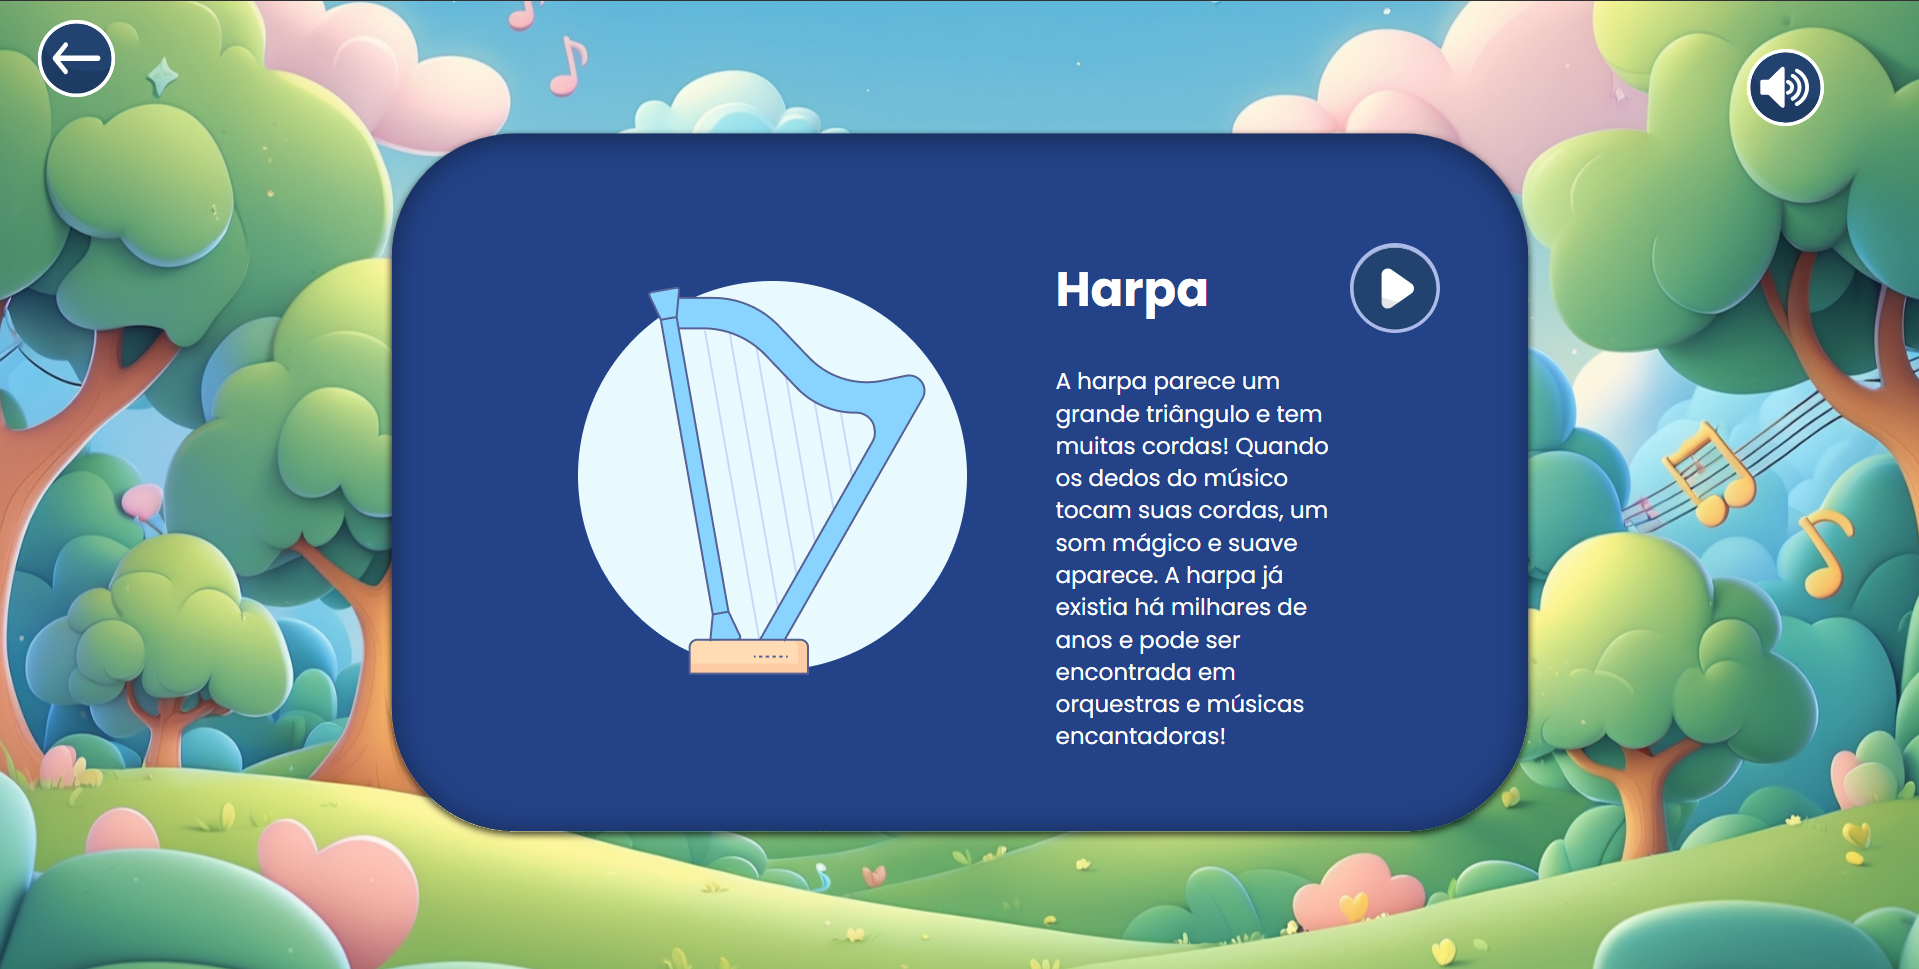 Harpa
A harpa parece um
grande triângulo e tem
muitas cordas! Quando
os dedos do músico
tocam suas cordas, um
som mágico e suave
aparece. A harpa já
existia há milhares de
anos e pode ser
encontrada em
orquestras e músicas
encantadoras!